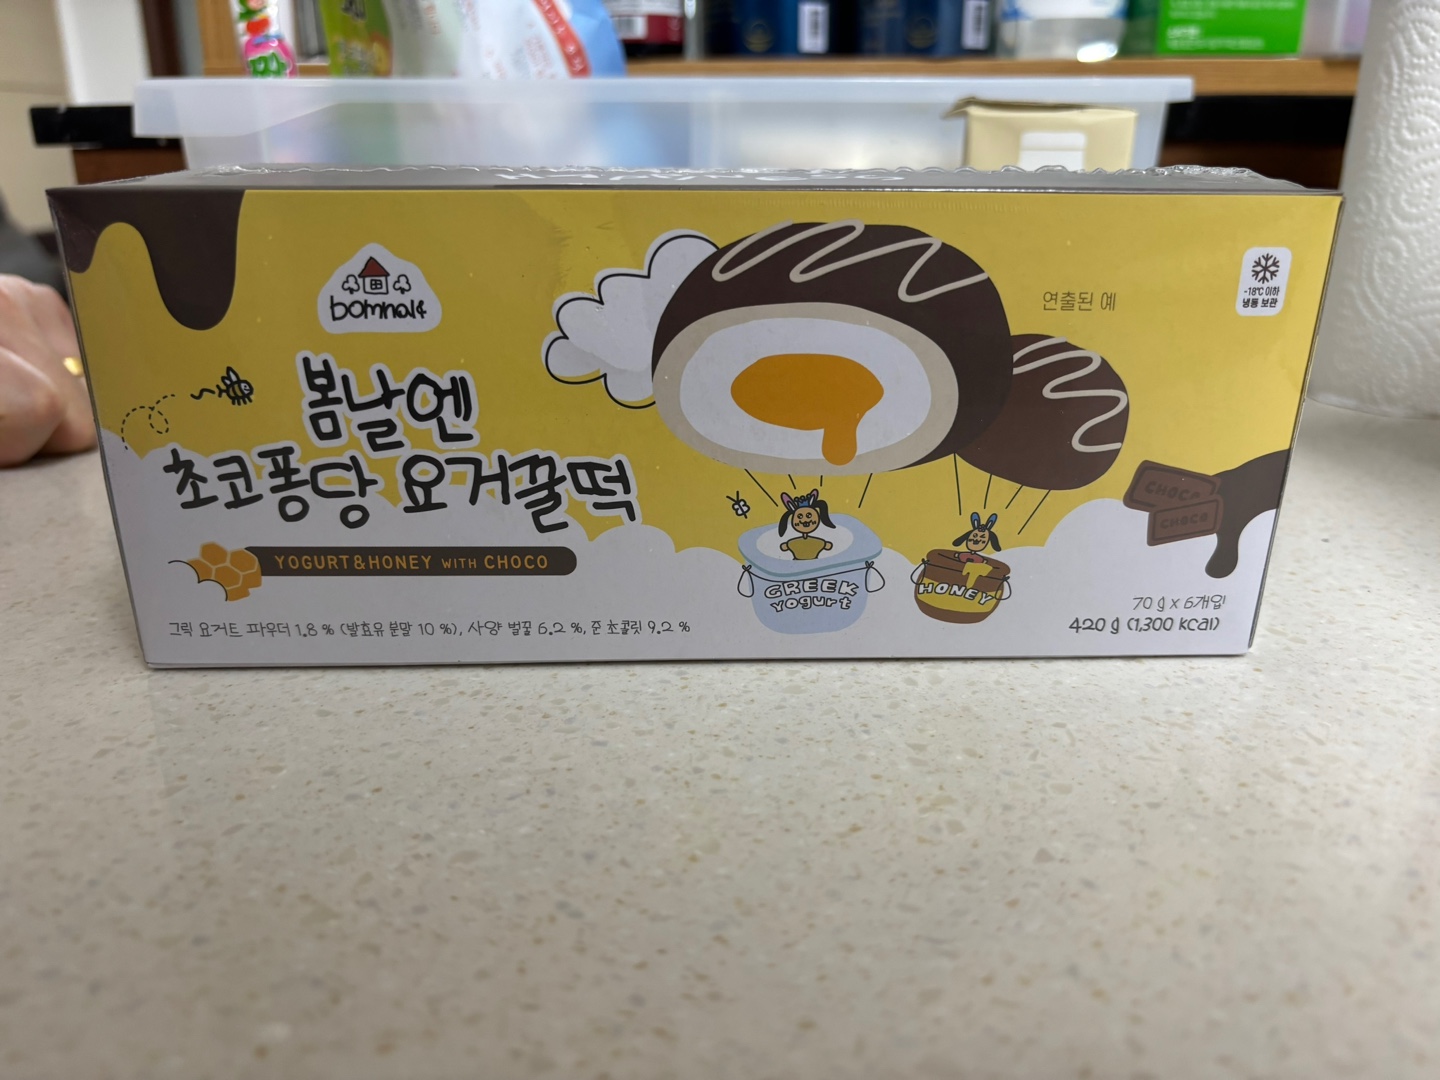 bomnal
봄날엔
초코퐁당 요거꿀떡
YOGURT&HONEY WITH CHOCO
그릭 요거트 파우더 1.8 % (발효유 분말 10 %), 사양 벌꿀 6.2 %, 준 초콜릿 9.2 %
연출된 예
-18℃ 이하
냉동 보관
CHOCO
CHOCO
GREEK
Yogurt
HONEY
70 g x 6개입
420 g (1,300 kcal)